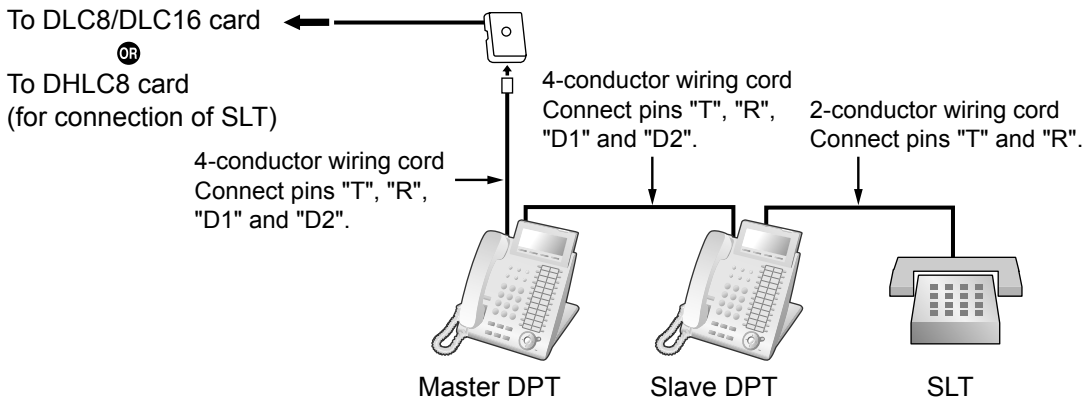 To DLC8/DLC16 card
OR
To DHLC8 card
(for connection of SLT)
4-conductor wiring cord
Connect pins "T", "R",
"D1" and "D2".
4-conductor wiring cord
Connect pins "T", "R",
"D1" and "D2".
2-conductor wiring cord
Connect pins "T" and "R".
Master DPT
Slave DPT
SLT